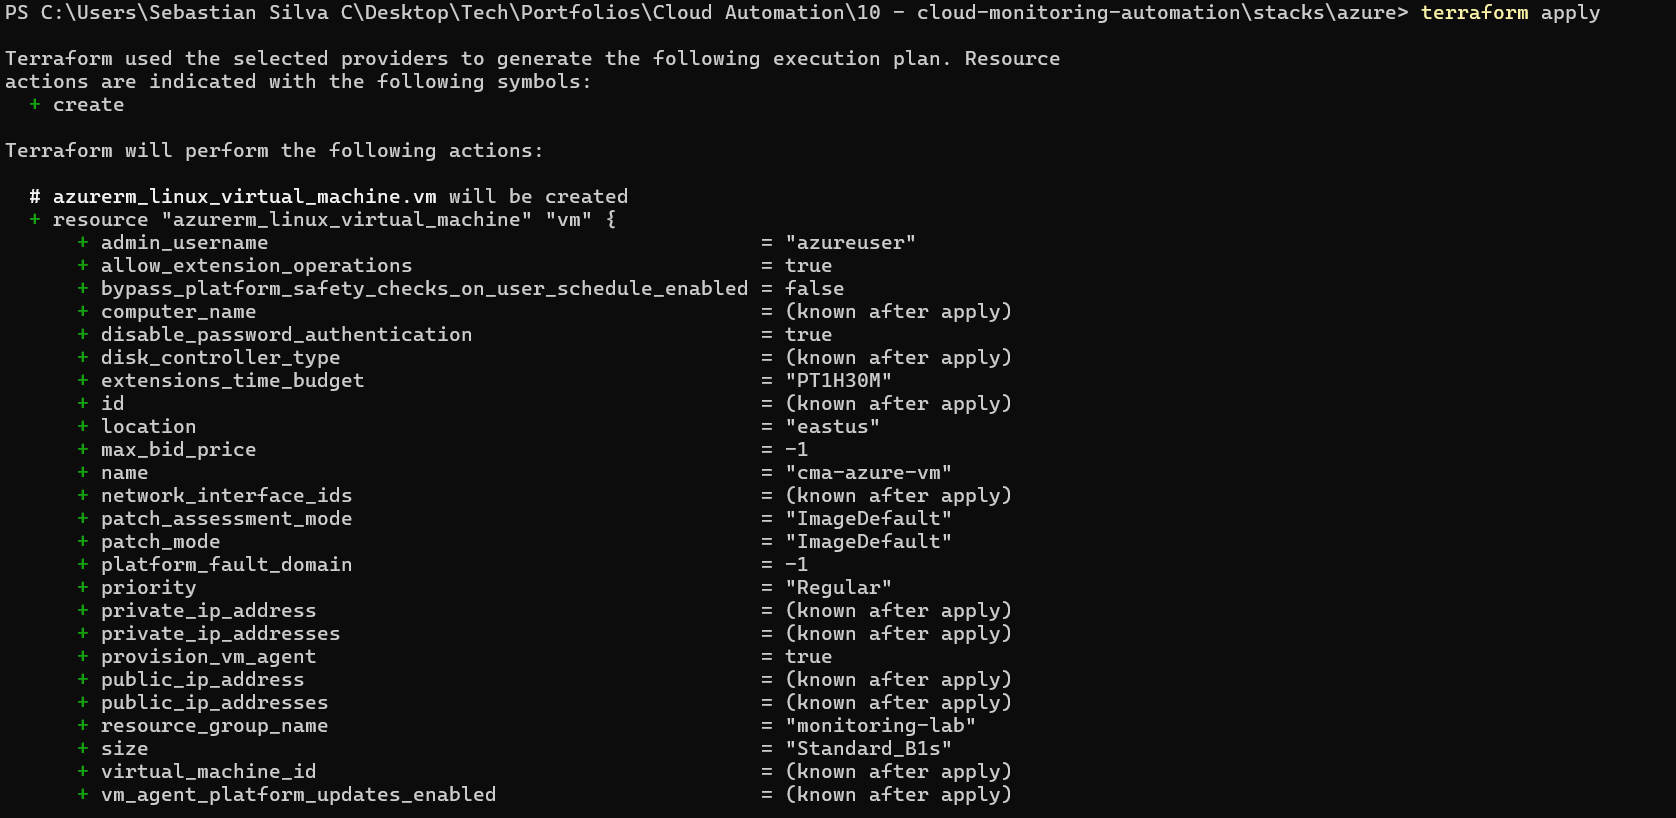 PS C:\Users\Sebastian Silva C\Desktop\Tech\Portfolios\Cloud Automation\10 - cloud-monitoring-automation\stacks\azure> terraform apply
Terraform used the selected providers to generate the following execution plan. Resource
actions are indicated with the following symbols:
+ create
Terraform will perform the following actions:
# azurerm_linux_virtual_machine.vm will be created
+ resource "azurerm_linux_virtual_machine" "vm" {
+ admin_username = "azureuser"
+ allow_extension_operations = true
+ bypass_platform_safety_checks_on_user_schedule_enabled = false
+ computer_name = (known after apply)
+ disable_password_authentication = true
+ disk_controller_type = (known after apply)
+ extensions_time_budget = "PT1H30M"
+ id = (known after apply)
+ location = "eastus"
+ max_bid_price = -1
+ name = "cma-azure-vm"
+ network_interface_ids = (known after apply)
+ patch_assessment_mode = "ImageDefault"
+ patch_mode = "ImageDefault"
+ platform_fault_domain = -1
+ priority = "Regular"
+ private_ip_address = (known after apply)
+ private_ip_addresses = (known after apply)
+ provision_vm_agent = true
+ public_ip_address = (known after apply)
+ public_ip_addresses = (known after apply)
+ resource_group_name = "monitoring-lab"
+ size = "Standard_B1s"
+ virtual_machine_id = (known after apply)
+ vm_agent_platform_updates_enabled = (known after apply)